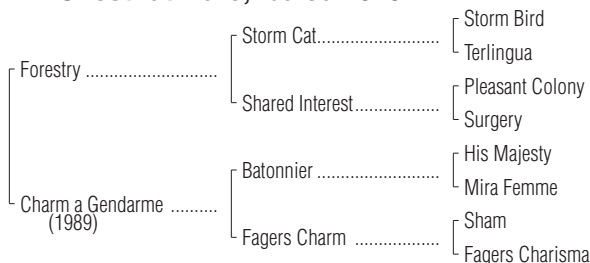 Storm Bird
Storm Cat........................................
Terlingua
Forestry ............................
Pleasant Colony
Shared Interest...................
Surgery
His Majesty
Batonnier ...........................
Mira Femme
Charm a Gendarme ..........
(1989)
Sham
Fagers Charm ...................
Fagers Charisma